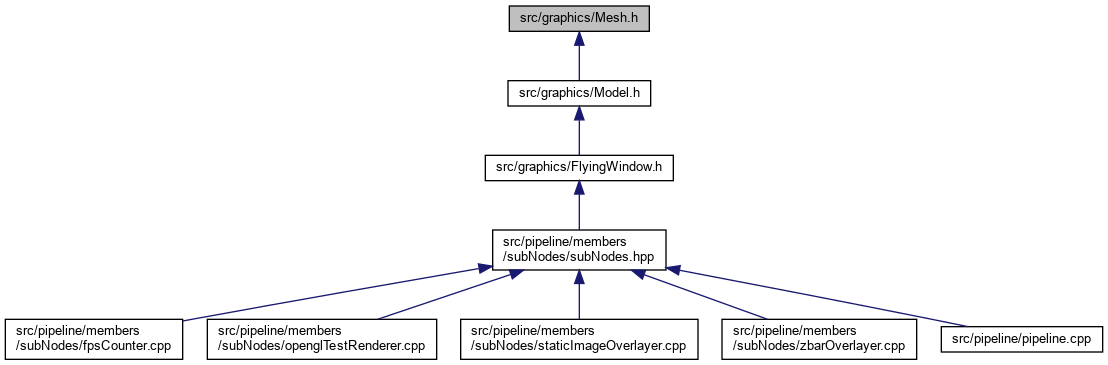 src/graphics/Mesh.h
src/graphics/Model.h
src/graphics/FlyingWindow.h
src/pipeline/members
/subNodes/subNodes.hpp
src/pipeline/members
/subNodes/fpsCounter.cpp
src/pipeline/members
/subNodes/openglTestRenderer.cpp
src/pipeline/members
/subNodes/staticImageOverlayer.cpp
src/pipeline/members
/subNodes/zbarOverlayer.cpp
src/pipeline/pipeline.cpp